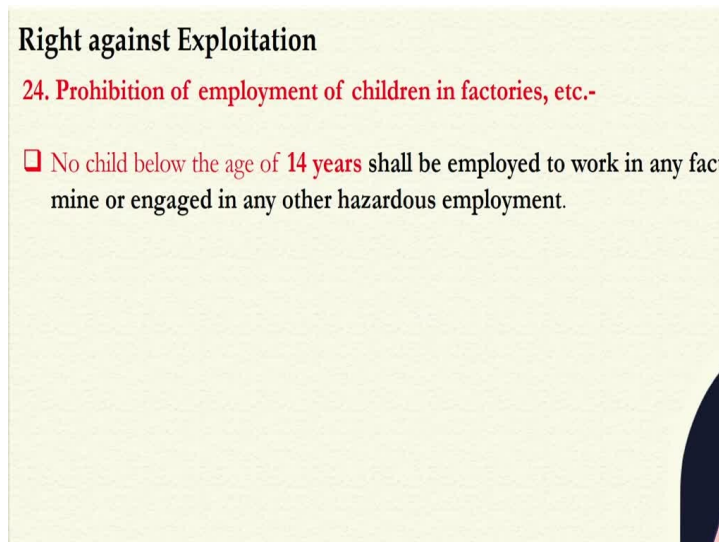 Right against Exploitation
24. Prohibition of employment of children in factories, etc.-
No child below the age of 14 years shall be employed to work in any
mine or engaged in any other hazardous employment.